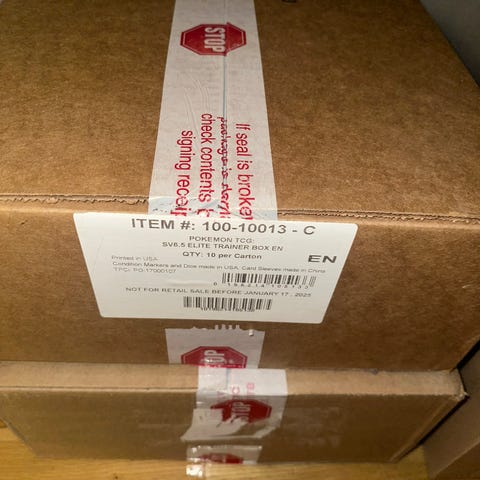 STOP
If seal is broken
check contents
signing receipt
ITEM #: 100-10013 - C
POKEMON TCG:
SV8.5 ELITE TRAINER BOX EN
QTY: 10 per Carton
EN
Printed in USA
Condition Markers and Dice made in USA, Card Sleeves made in China
NOT FOR RETAIL SALE BEFORE JANUARY 17, 2025
STOP
STOP